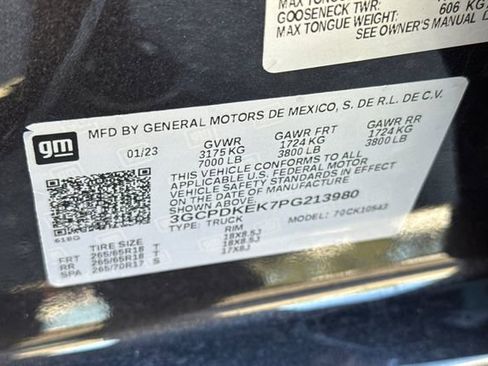 MAX TONGUE
GOOSENECK TWR:
MAX TONGUE WEIGHT: 606 KG
SEE OWNER'S MANUAL
gm
MFD BY GENERAL MOTORS DE MEXICO, S. DE R.L. DE C.V.
01/23 GVWR GAWR FRT GAWR RR
3175 KG 1724 KG 1724 KG
7000 LB 3800 LB 3800 LB
THIS VEHICLE CONFORMS TO ALL APPLICABLE
U.S. FEDERAL MOTOR
VEHICLE SAFETY STANDARDS IN EFFECT
ON THE DATE OF MANUFACTURE SHOWN ABOVE.
3GCPDKEK7PG213980
TYPE: TRUCK MODEL: 70CK10543
618G
TIRE SIZE RIM
FRT 265/65R18 T 18X8.5J
RR 265/65R18 T 18X8.5J
SPA 265/70R17 S 17X8J